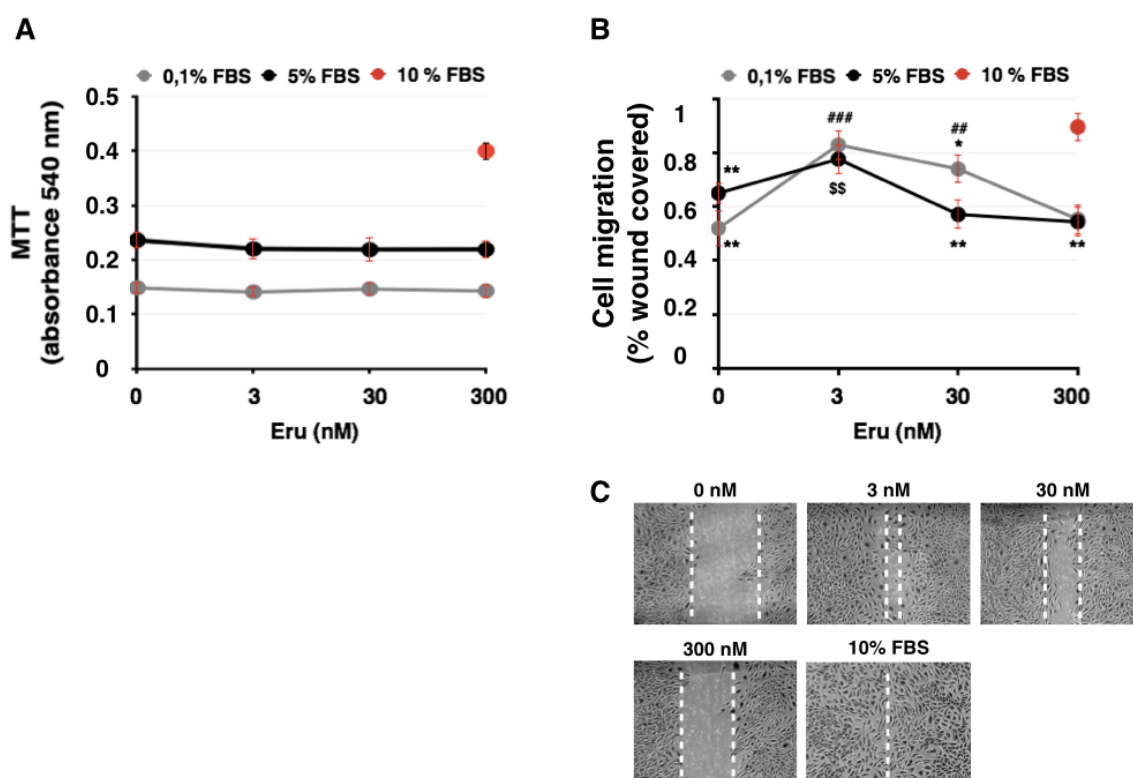 A
0,1% FBS 5% FBS 10 % FBS
MTT
(absorbance 540 nm)
0.5
0.4
0.3
0.2
0.1
0
0 3 30 300
Eru (nM)
B
0,1% FBS 5% FBS 10 % FBS
Cell migration
(% wound covered)
1
0.8
0.6
0.4
0.2
0
###
##
*
**
$$
**
**
**
0 3 30 300
Eru (nM)
C
0 nM 3 nM 30 nM
300 nM 10% FBS